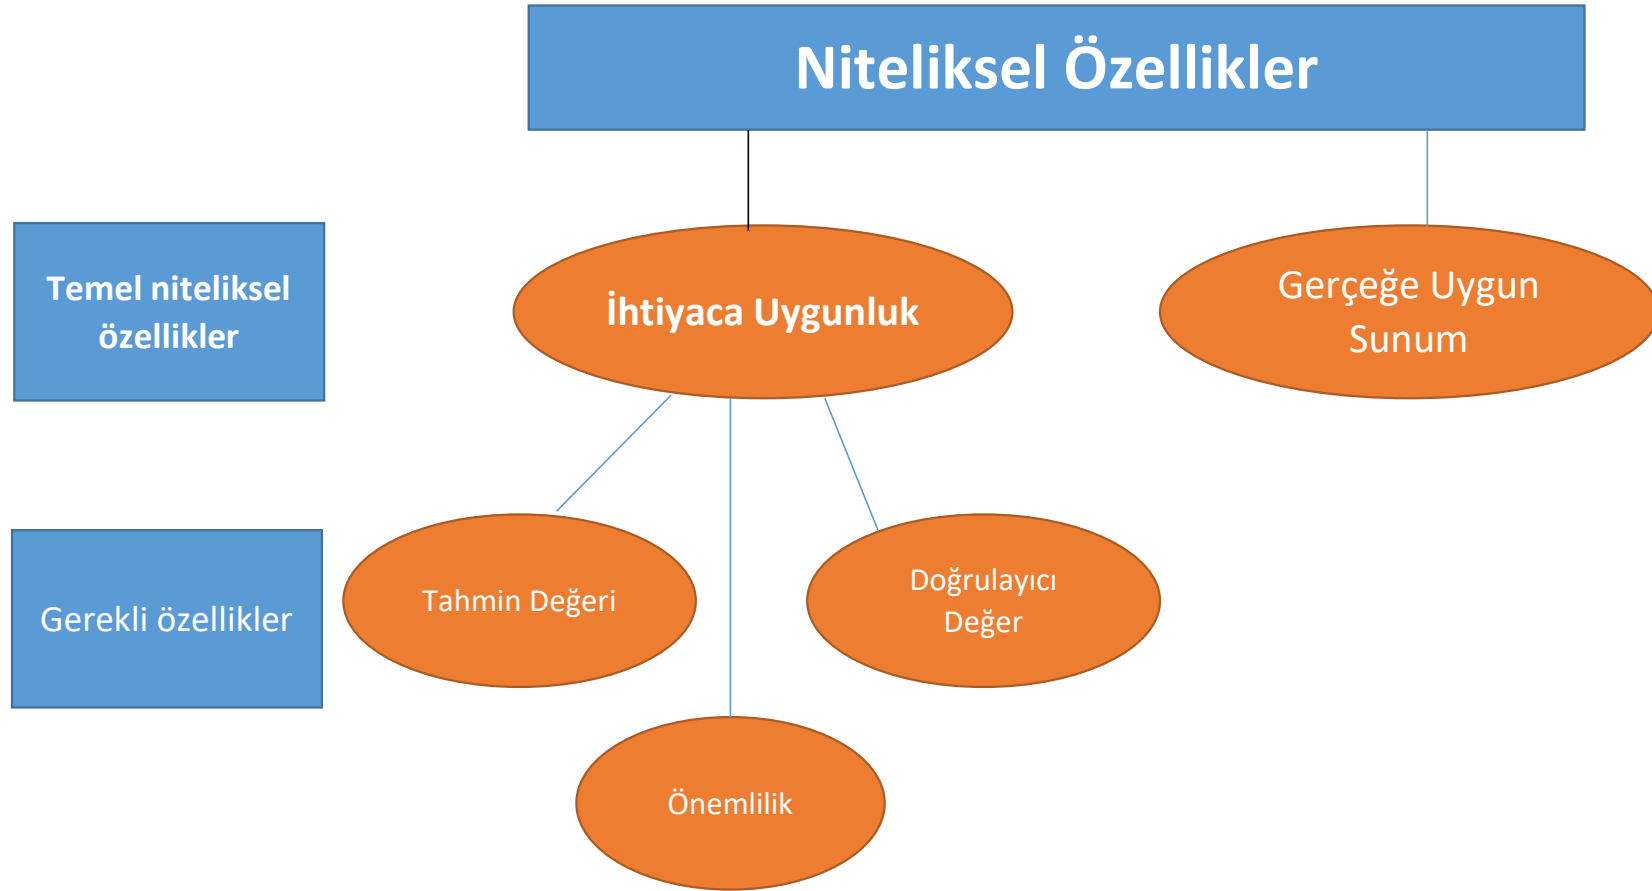 Niteliksel Özellikler
Temel niteliksel
özellikler
İhtiyaca Uygunluk
Gerçeğe Uygun
Sunum
Gerekli özellikler
Tahmin Değeri
Doğrulayıcı
Değer
Önemlilik